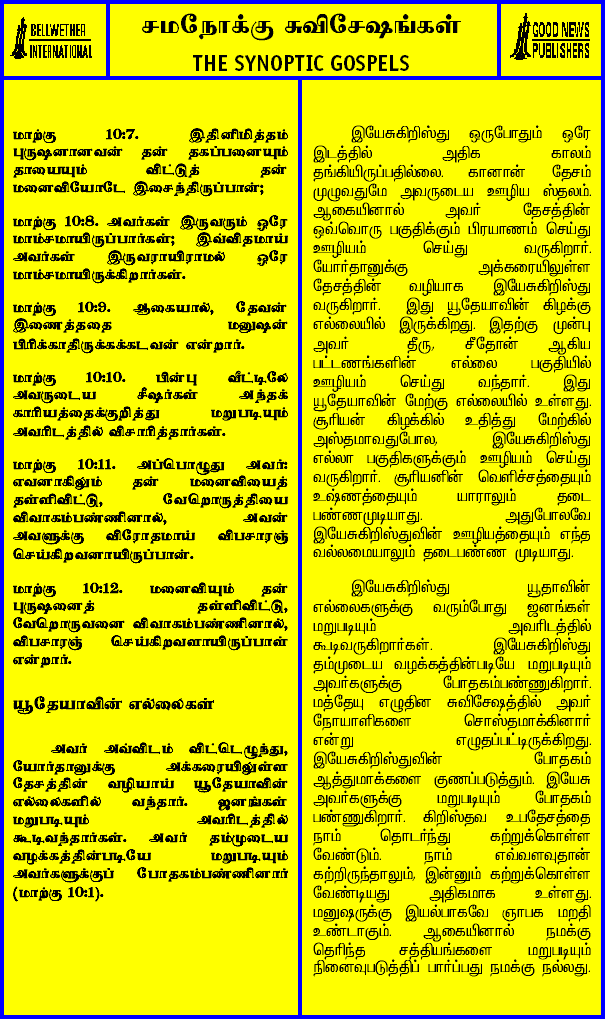 BELLWETHER
INTERNATIONAL
சமநோக்கு சுவிசேஷங்கள்
THE SYNOPTIC GOSPELS
GOOD NEWS
PUBLISHERS
மாற்கு 10:7. இதினிமித்தம்
புருஷனானவன் தன் தகப்பனையும்
தாயையும் விட்டுத் தன்
மனைவியோடே இசைந்திருப்பான்;
மாற்கு 10:8. அவர்கள் இருவரும் ஒரே
மாம்சமாயிருப்பார்கள்; இவ்விதமாய்
அவர்கள் இருவராயிராமல் ஒரே
மாம்சமாயிருக்கிறார்கள்.
மாற்கு 10:9. ஆகையால், தேவன்
இணைத்ததை மனுஷன்
பிரிக்காதிருக்கக்கடவன் என்றார்.
மாற்கு 10:10. பின்பு வீட்டிலே
அவருடைய சீஷர்கள் அந்தக்
காரியத்தைக்குறித்து மறுபடியும்
அவரிடத்தில் விசாரித்தார்கள்.
மாற்கு 10:11. அப்பொழுது அவர்:
எவனாகிலும் தன் மனைவியைத்
தள்ளிவிட்டு, வேறொருத்தியை
விவாகம்பண்ணினால், அவன்
அவளுக்கு விரோதமாய் விபசாரஞ்
செய்கிறவனாயிருப்பான்.
மாற்கு 10:12. மனைவியும் தன்
புருஷனைத் தள்ளிவிட்டு,
வேறொருவனை விவாகம்பண்ணினால்,
விபசாரஞ் செய்கிறவளாயிருப்பாள்
என்றார்.
யூதேயாவின் எல்லைகள்
அவர் அவ்விடம் விட்டெழுந்து,
யோர்தானுக்கு அக்கரையிலுள்ள
தேசத்தின் வழியாய் யூதேயாவின்
எல்லைகளில் வந்தார். ஜனங்கள்
மறுபடியும் அவரிடத்தில்
கூடிவந்தார்கள். அவர் தம்முடைய
வழக்கத்தின்படியே மறுபடியும்
அவர்களுக்குப் போதகம்பண்ணினார்
(மாற்கு 10:1).
இயேசுகிறிஸ்து ஒருபோதும் ஒரே
இடத்தில் அதிக காலம்
தங்கியிருப்பதில்லை. கானான் தேசம்
முழுவதுமே அவருடைய ஊழிய ஸ்தலம்.
ஆகையினால் அவர் தேசத்தின்
ஒவ்வொரு பகுதிக்கும் பிரயாணம் செய்து
ஊழியம் செய்து வருகிறார்.
யோர்தானுக்கு அக்கரையிலுள்ள
தேசத்தின் வழியாக இயேசுகிறிஸ்து
வருகிறார். இது யூதேயாவின் கிழக்கு
எல்லையில் இருக்கிறது. இதற்கு முன்பு
அவர் தீரு, சீதோன் ஆகிய
பட்டணங்களின் எல்லை பகுதியில்
ஊழியம் செய்து வந்தார். இது
யூதேயாவின் மேற்கு எல்லையில் உள்ளது.
சூரியன் கிழக்கில் உதித்து மேற்கில்
அஸ்தமாவதுபோல, இயேசுகிறிஸ்து
எல்லா பகுதிகளுக்கும் ஊழியம் செய்து
வருகிறார். சூரியனின் வெளிச்சத்தையும்
உஷ்ணத்தையும் யாராலும் தடை
பண்ணமுடியாது. அதுபோலவே
இயேசுகிறிஸ்துவின் ஊழியத்தையும் எந்த
வல்லமையாலும் தடைபண்ண முடியாது.
இயேசுகிறிஸ்து யூதாவின்
எல்லைகளுக்கு வரும்போது ஜனங்கள்
மறுபடியும் அவரிடத்தில்
கூடிவருகிறார்கள். இயேசுகிறிஸ்து
தம்முடைய வழக்கத்தின்படியே மறுபடியும்
அவர்களுக்கு போதகம்பண்ணுகிறார்.
மத்தேயு எழுதின சுவிசேஷத்தில் அவர்
நோயாளிகளை சொஸ்தமாக்கினார்
என்று எழுதப்பட்டிருக்கிறது.
இயேசுகிறிஸ்துவின் போதகம்
ஆத்துமாக்களை குணப்படுத்தும். இயேசு
அவர்களுக்கு மறுபடியும் போதகம்
பண்ணுகிறார். கிறிஸ்தவ உபதேசத்தை
நாம் தொடர்ந்து கற்றுக்கொள்ள
வேண்டும். நாம் எவ்வளவுதான்
கற்றிருந்தாலும், இன்னும் கற்றுக்கொள்ள
வேண்டியது அதிகமாக உள்ளது.
மனுஷருக்கு இயல்பாகவே ஞாபக மறதி
உண்டாகும். ஆகையினால் நமக்கு
தெரிந்த சத்தியங்களை மறுபடியும்
நினைவுபடுத்திப் பார்ப்பது நமக்கு நல்லது.